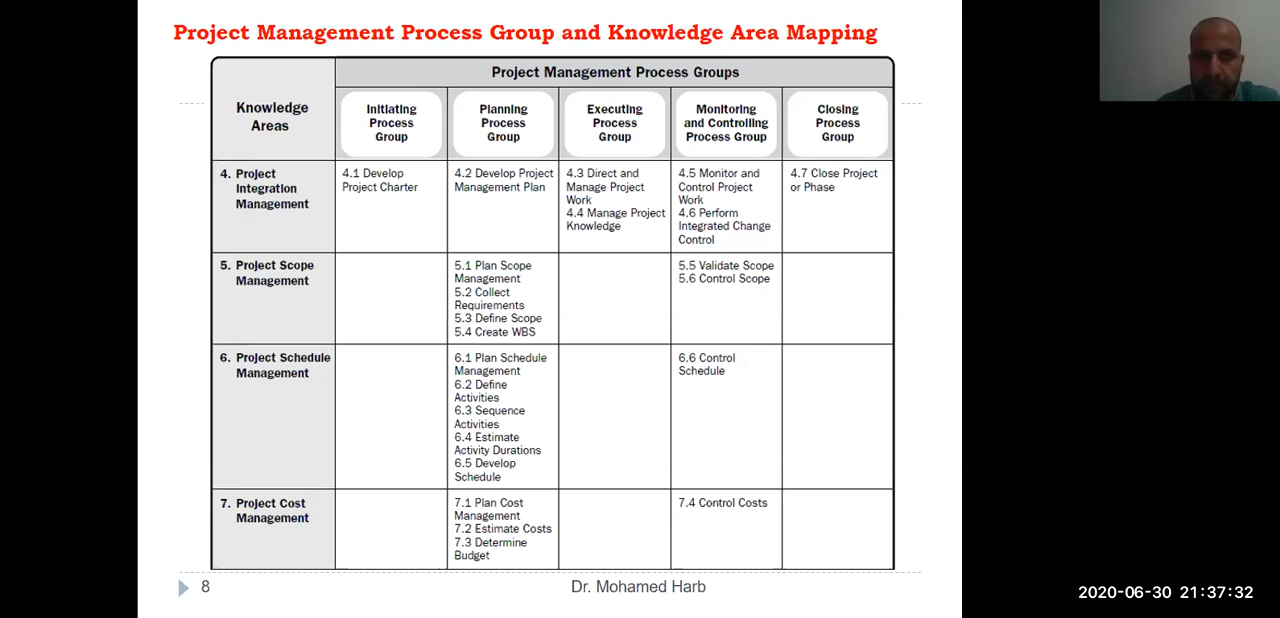 Project Management Process Group and Knowledge Area Mapping
Project Management Process Groups
Knowledge
Areas
Initiating
Process
Group
Planning
Process
Group
Executing
Process
Group
Monitoring
and Controlling
Process Group
Closing
Process
Group
4. Project
Integration
Management
4.1 Develop
Project Charter
4.2 Develop Project
Management Plan
4.3 Direct and
Manage Project
Work
4.4 Manage Project
Knowledge
4.5 Monitor and
Control Project
Work
4.6 Perform
Integrated Change
Control
4.7 Close Project
or Phase
5. Project Scope
Management
5.1 Plan Scope
Management
5.2 Collect
Requirements
5.3 Define Scope
5.4 Create WBS
5.5 Validate Scope
5.6 Control Scope
6. Project Schedule
Management
6.1 Plan Schedule
Management
6.2 Define
Activities
6.3 Sequence
Activities
6.4 Estimate
Activity Durations
6.5 Develop
Schedule
6.6 Control
Schedule
7. Project Cost
Management
7.1 Plan Cost
Management
7.2 Estimate Costs
7.3 Determine
Budget
7.4 Control Costs
8
Dr. Mohamed Harb
2020-06-30 21:37:32